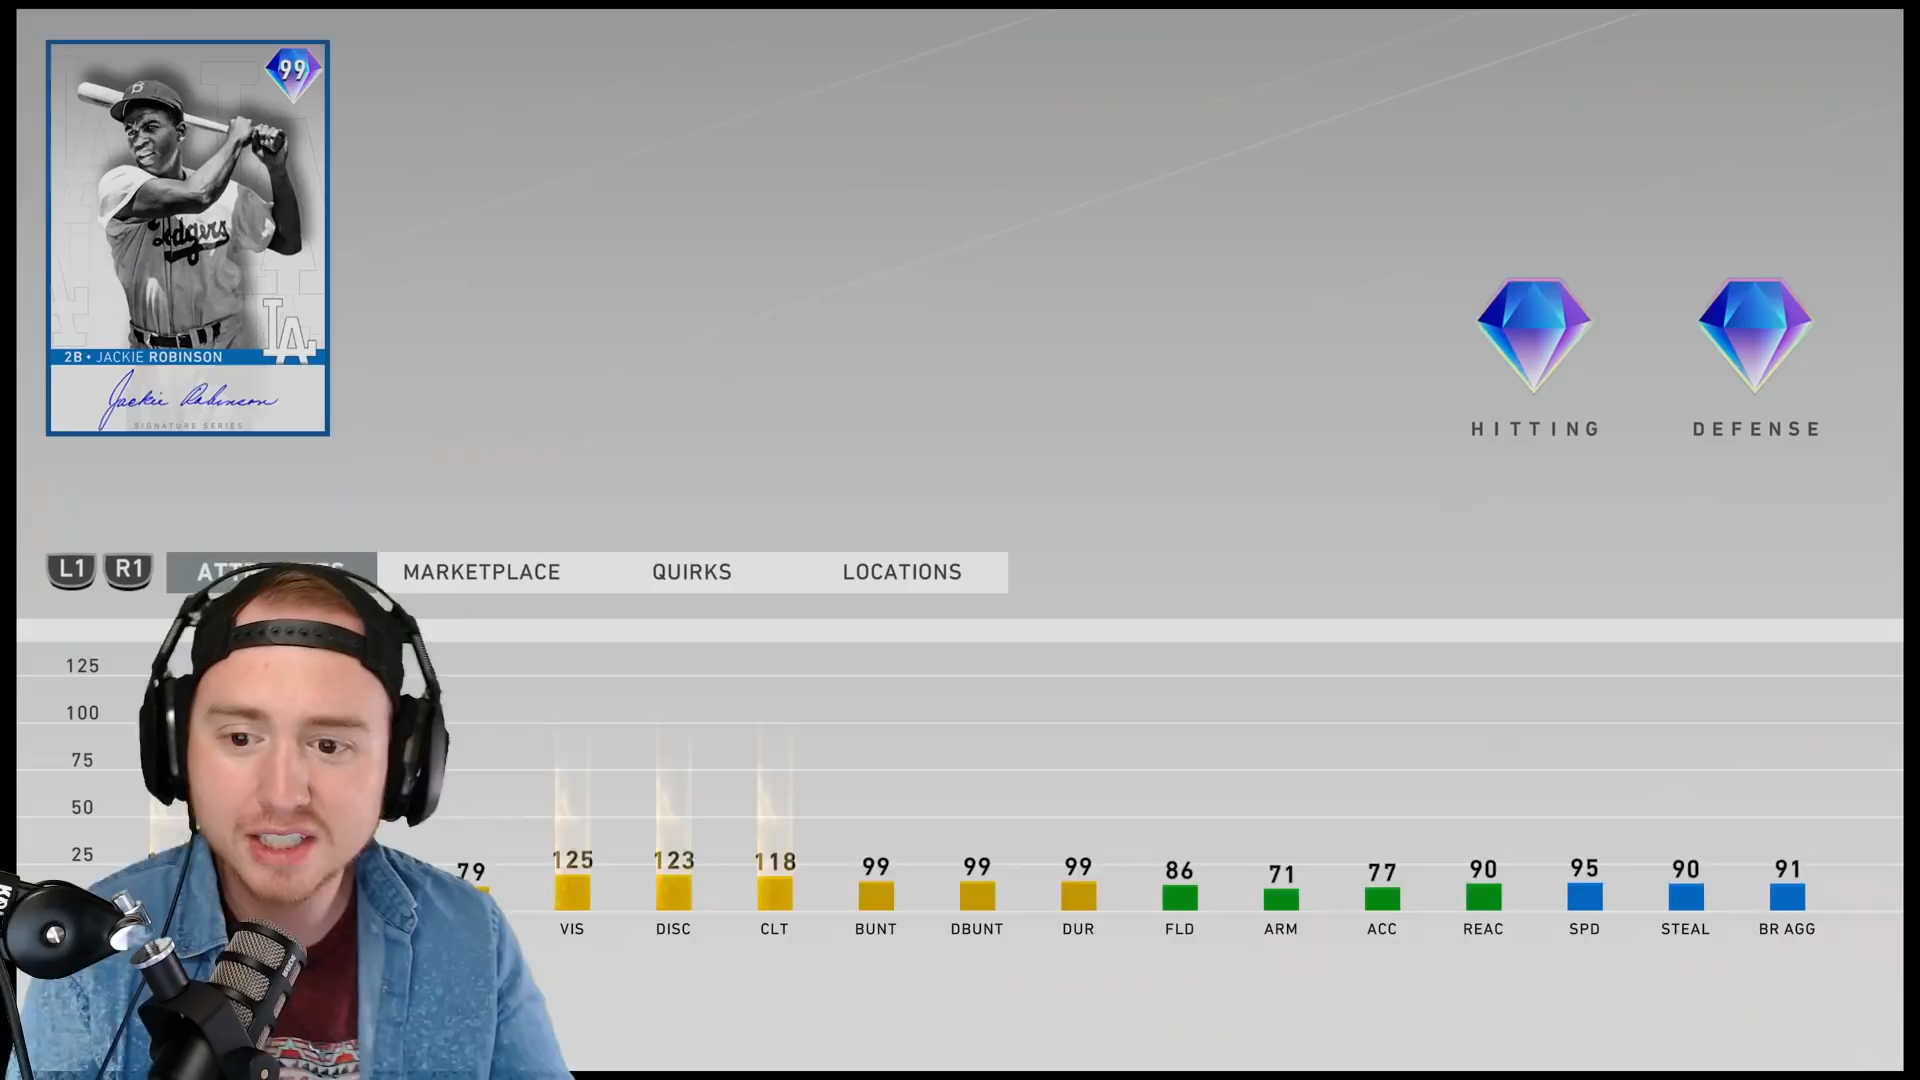 99
Dodgers
LA
2B • JACKIE ROBINSON
Jackie Robinson
SIGNATURE SERIES
HITTING DEFENSE
L1 R1 MARKETPLACE QUIRKS LOCATIONS
125
100
75
50
25
79 125 123 118 99 99 99 86 71 77 90 95 90 91
VIS DISC CLT BUNT DBUNT DUR FLD ARM ACC REAC SPD STEAL BR AGG